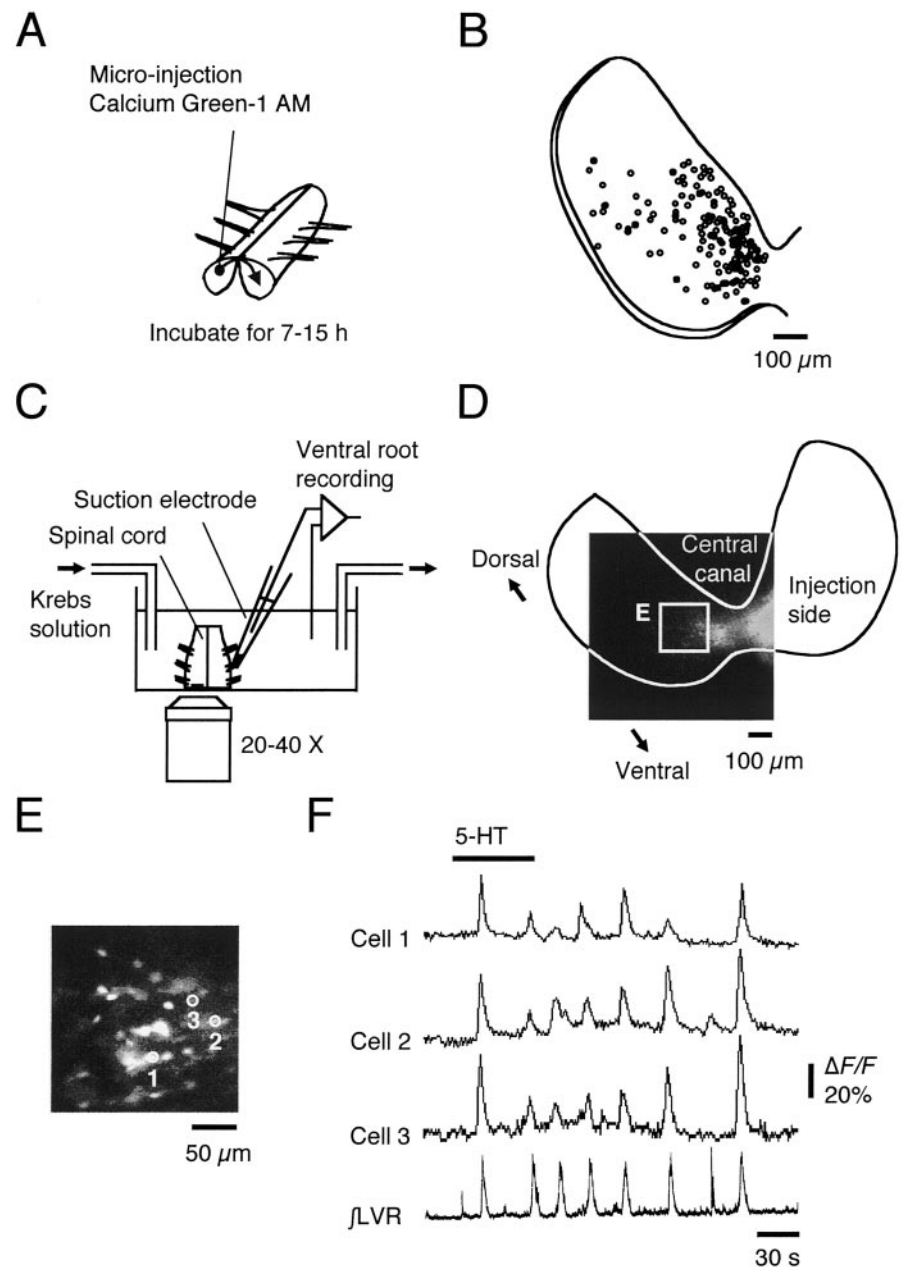 A
Micro-injection
Calcium Green-1 AM
Incubate for 7-15 h
B
100 μm
C
Ventral root
recording
Suction electrode
Spinal cord
Krebs
solution
20-40 X
D
Dorsal
Central
canal
Injection
side
E
Ventral
100 μm
E
3
2
1
50 μm
F
5-HT
Cell 1
Cell 2
Cell 3
ΔF/F
20%
∫LVR
30 s